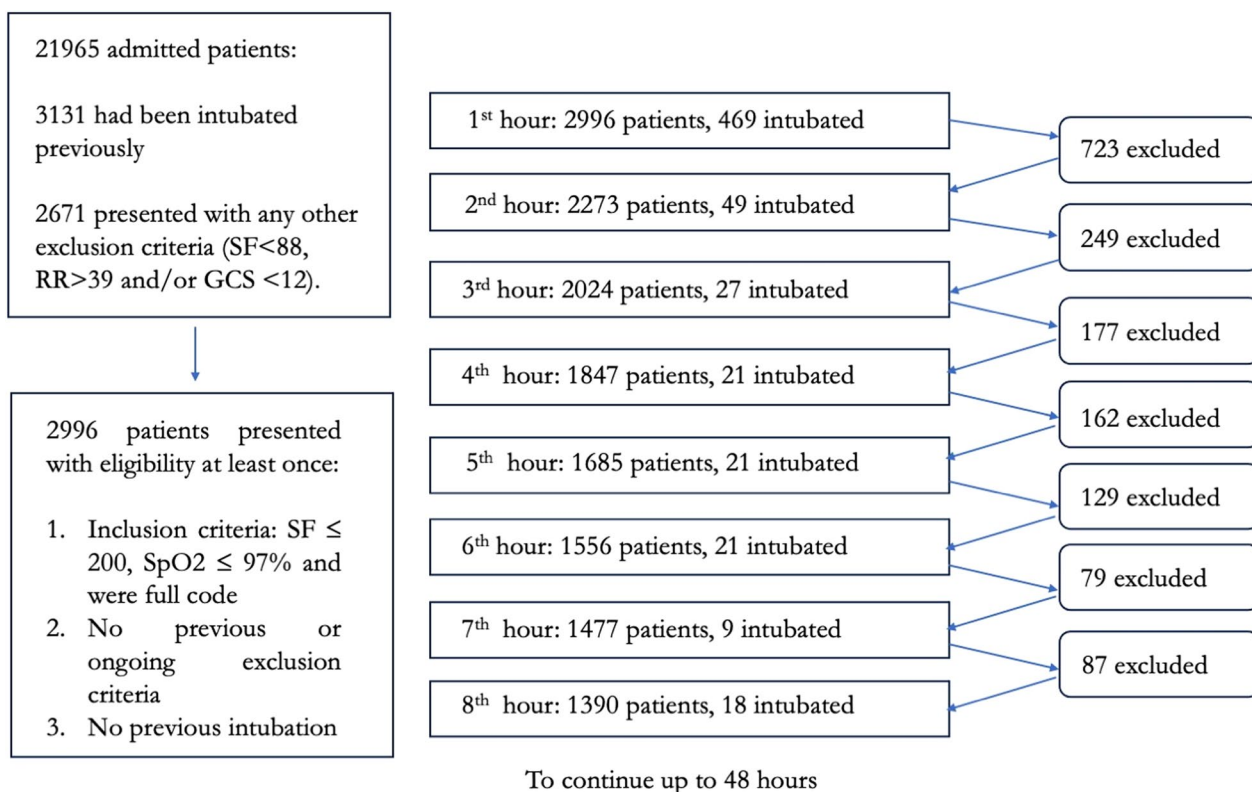 21965 admitted patients:
3131 had been intubated
previously
2671 presented with any other
exclusion criteria (SF<88,
RR>39 and/or GCS <12).
2996 patients presented
with eligibility at least once:
1. Inclusion criteria: SF ≤
200, SpO2 ≤ 97% and
were full code
2. No previous or
ongoing exclusion
criteria
3. No previous intubation
1st hour: 2996 patients, 469 intubated
723 excluded
2nd hour: 2273 patients, 49 intubated
249 excluded
3rd hour: 2024 patients, 27 intubated
177 excluded
4th hour: 1847 patients, 21 intubated
162 excluded
5th hour: 1685 patients, 21 intubated
129 excluded
6th hour: 1556 patients, 21 intubated
79 excluded
7th hour: 1477 patients, 9 intubated
87 excluded
8th hour: 1390 patients, 18 intubated
To continue up to 48 hours